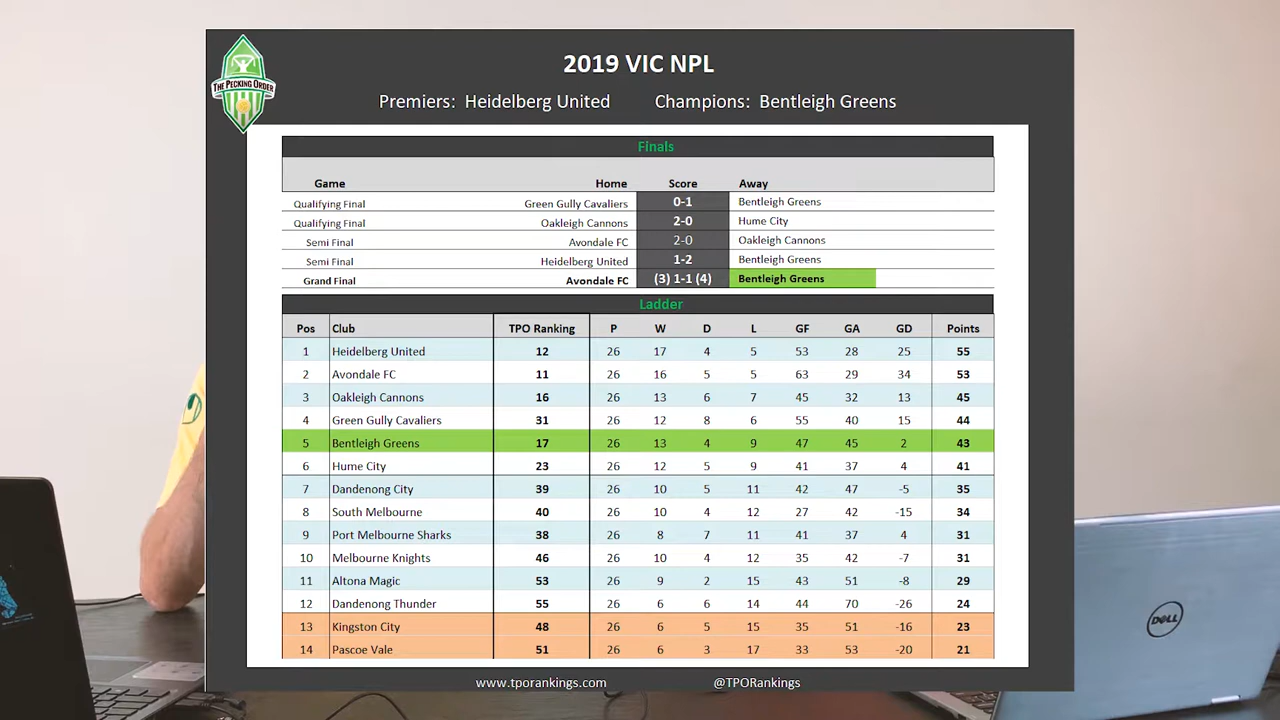 2019 VIC NPL
THE PECKING ORDER
Premiers: Heidelberg United Champions: Bentleigh Greens
Finals
Game Home Score Away
Qualifying Final Green Gully Cavaliers 0-1 Bentleigh Greens
Qualifying Final Oakleigh Cannons 2-0 Hume City
Semi Final Avondale FC 2-0 Oakleigh Cannons
Semi Final Heidelberg United 1-2 Bentleigh Greens
Grand Final Avondale FC (3) 1-1 (4) Bentleigh Greens
Ladder
Pos Club TPO Ranking P W D L GF GA GD Points
1 Heidelberg United 12 26 17 4 5 53 28 25 55
2 Avondale FC 11 26 16 5 5 63 29 34 53
3 Oakleigh Cannons 16 26 13 6 7 45 32 13 45
4 Green Gully Cavaliers 31 26 12 8 6 55 40 15 44
5 Bentleigh Greens 17 26 13 4 9 47 45 2 43
6 Hume City 23 26 12 5 9 41 37 4 41
7 Dandenong City 39 26 10 5 11 42 47 -5 35
8 South Melbourne 40 26 10 4 12 27 42 -15 34
9 Port Melbourne Sharks 38 26 8 7 11 41 37 4 31
10 Melbourne Knights 46 26 10 4 12 35 42 -7 31
11 Altona Magic 53 26 9 2 15 43 51 -8 29
12 Dandenong Thunder 55 26 6 6 14 44 70 -26 24
13 Kingston City 48 26 6 5 15 35 51 -16 23
14 Pascoe Vale 51 26 6 3 17 33 53 -20 21
www.tporankings.com @TPORankings
DELL